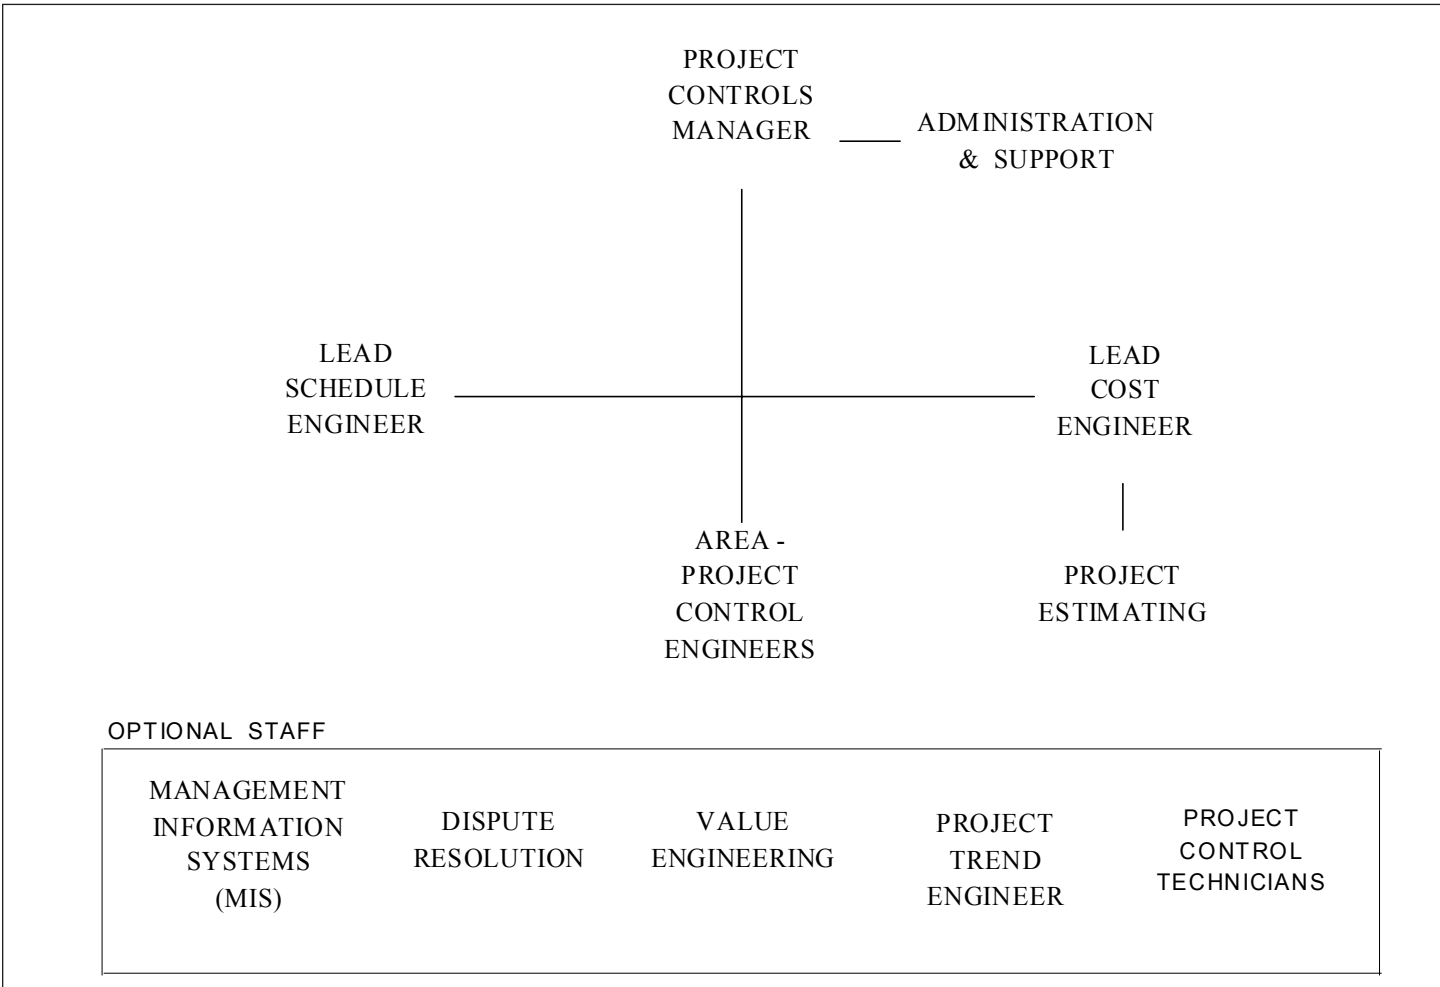 PROJECT
CONTROLS
MANAGER
ADMINISTRATION
& SUPPORT
LEAD
SCHEDULE
ENGINEER
LEAD
COST
ENGINEER
AREA -
PROJECT
CONTROL
ENGINEERS
PROJECT
ESTIMATING
OPTIONAL STAFF
MANAGEMENT
INFORMATION
SYSTEMS
(MIS)
DISPUTE
RESOLUTION
VALUE
ENGINEERING
PROJECT
TREND
ENGINEER
PROJECT
CONTROL
TECHNICIANS